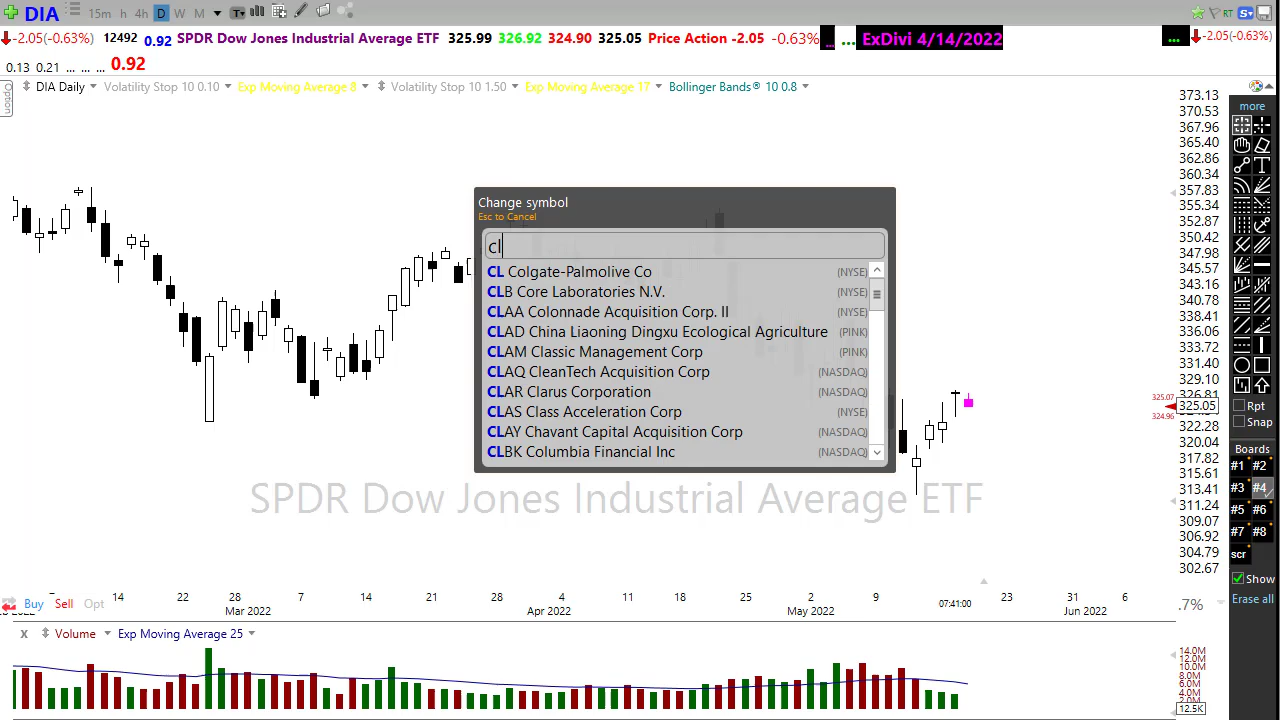 DIA 15m h 4h D W M T RT S
-2.05(-0.63%) 12492 0.92 SPDR Dow Jones Industrial Average ETF 325.99 326.92 324.90 325.05 Price Action -2.05 -0.63% ... ... ExDivi 4/14/2022 ... -2.05(-0.63%)
0.13 0.21 ... ... ... 0.92
Option
DIA Daily Volatility Stop 10 0.10 Exp Moving Average 8 Volatility Stop 10 1.50 Exp Moving Average 17 Bollinger Bands® 10 0.8
373.13
370.53
367.96
365.40
362.86
360.34
357.83
355.34
352.87
350.42
347.98
345.57
343.16
340.78
338.41
336.06
333.72
331.40
329.10
326.81
325.07
325.05
324.96
322.28
320.04
317.82
315.61
313.41
311.24
309.07
306.92
304.79
302.67
more
T
Rpt
Snap
Boards
#1 #2
#3 #4
#5 #6
#7 #8
scr
Show
Erase all
Change symbol
Esc to Cancel
cl
CL Colgate-Palmolive Co (NYSE)
CLB Core Laboratories N.V. (NYSE)
CLAA Colonnade Acquisition Corp. II (NYSE)
CLAD China Liaoning Dingxu Ecological Agriculture (PINK)
CLAM Classic Management Corp (PINK)
CLAQ CleanTech Acquisition Corp (NASDAQ)
CLAR Clarus Corporation (NASDAQ)
CLAS Class Acceleration Corp (NYSE)
CLAY Chavant Capital Acquisition Corp (NASDAQ)
CLBK Columbia Financial Inc (NASDAQ)
SPDR Dow Jones Industrial Average ETF
Buy Sell Opt
14 22 28 7 14 21 28 4 11 18 25 2 9 23 31 6
Mar 2022 Apr 2022 May 2022 07:41:00 Jun 2022
.7%
X Volume Exp Moving Average 25
14.0M
12.0M
10.0M
8.0M
6.0M
4.0M
12.5K